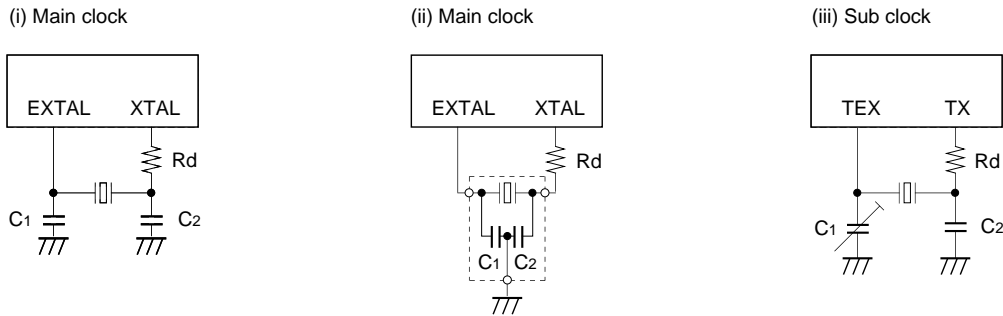 (i) Main clock
(ii) Main clock
(iii) Sub clock
EXTAL XTAL
EXTAL XTAL
TEX TX
Rd
Rd
Rd
C1 C2
C1 C2
C1 C2